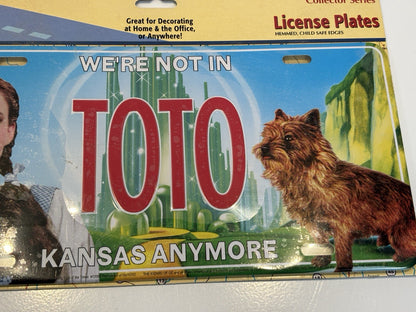 Collector Series
Great for Decorating
at Home & the Office,
or Anywhere!
License Plates
HEMMED, CHILD SAFE EDGES
WE'RE NOT IN
TOTO
KANSAS ANYMORE